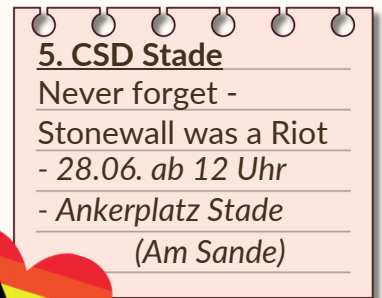 5. CSD Stade
Never forget -
Stonewall was a Riot
- 28.06. ab 12 Uhr
- Ankerplatz Stade
(Am Sande)